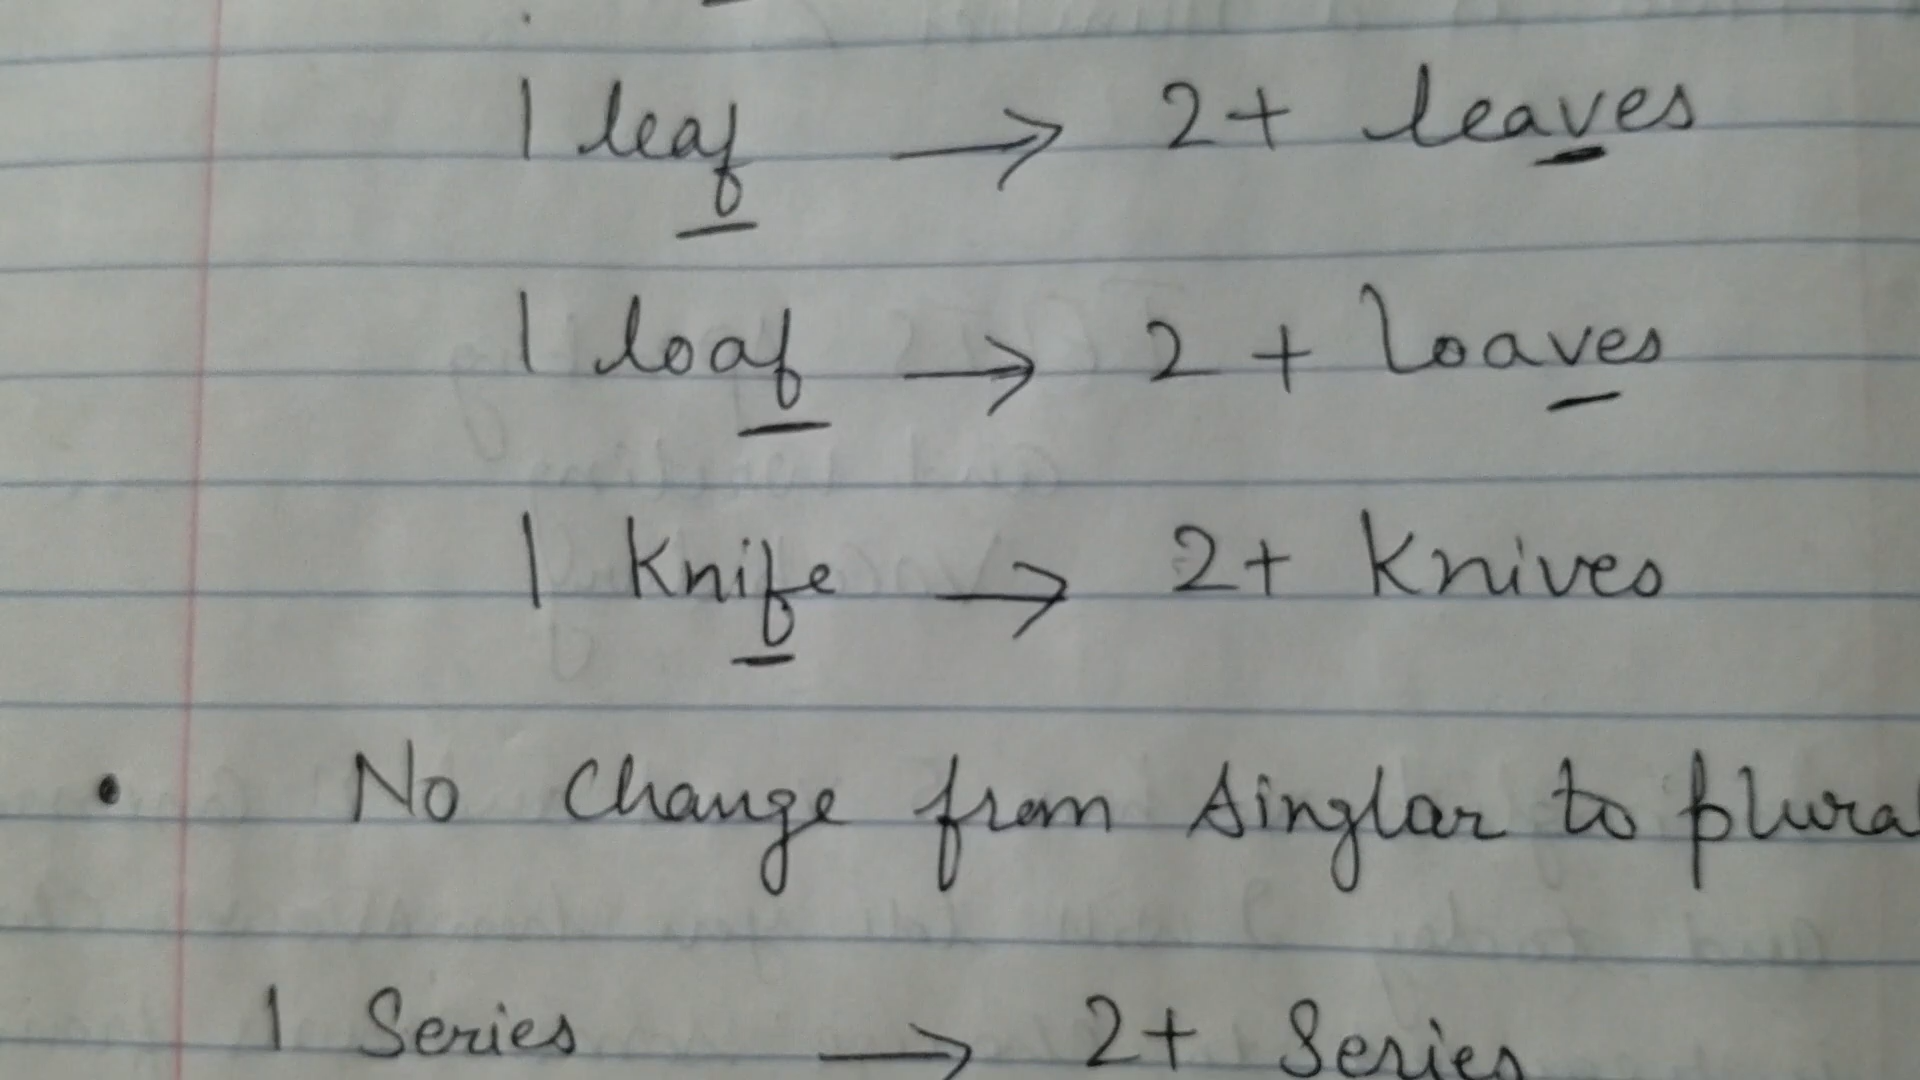 1 leaf → 2+ leaves
1 loaf → 2 + loaves
1 Knife → 2+ Knives
• No Change from Singlar to plural
1 Series → 2+ Series